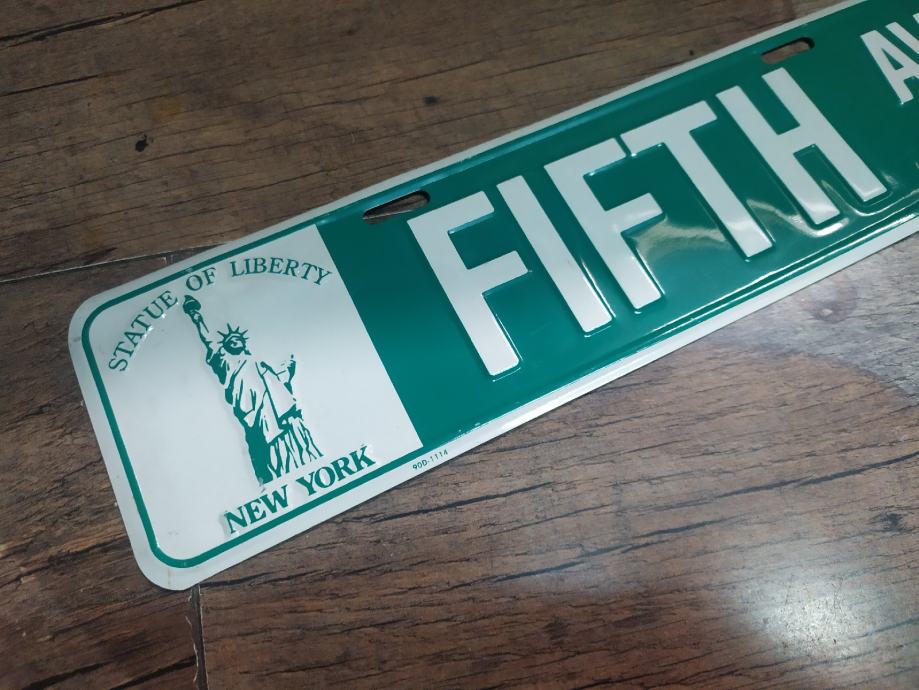 STATUE OF LIBERTY
NEW YORK
90D-1114
FIFTH